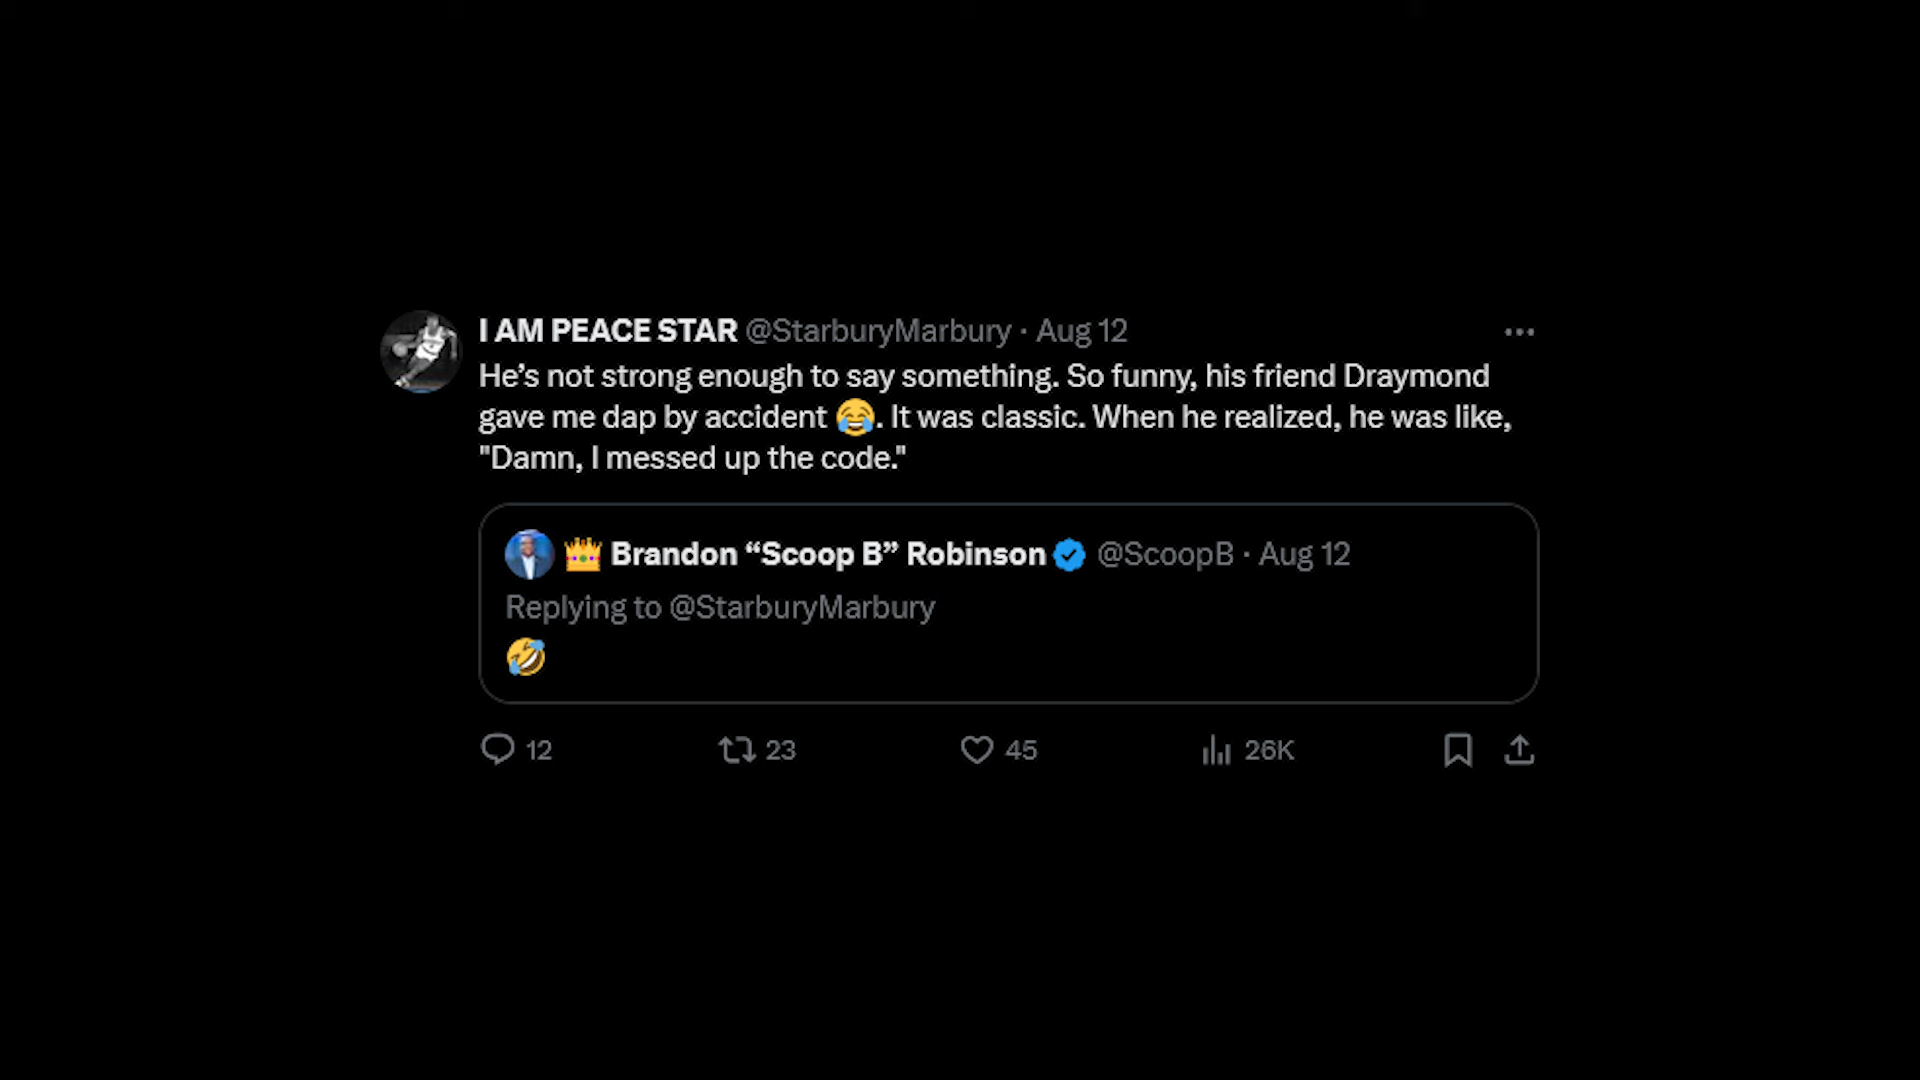 I AM PEACE STAR @StarburyMarbury · Aug 12
He’s not strong enough to say something. So funny, his friend Draymond
gave me dap by accident 😂. It was classic. When he realized, he was like,
"Damn, I messed up the code."
👑 Brandon “Scoop B” Robinson @ScoopB · Aug 12
Replying to @StarburyMarbury
🤣
12 23 45 26K